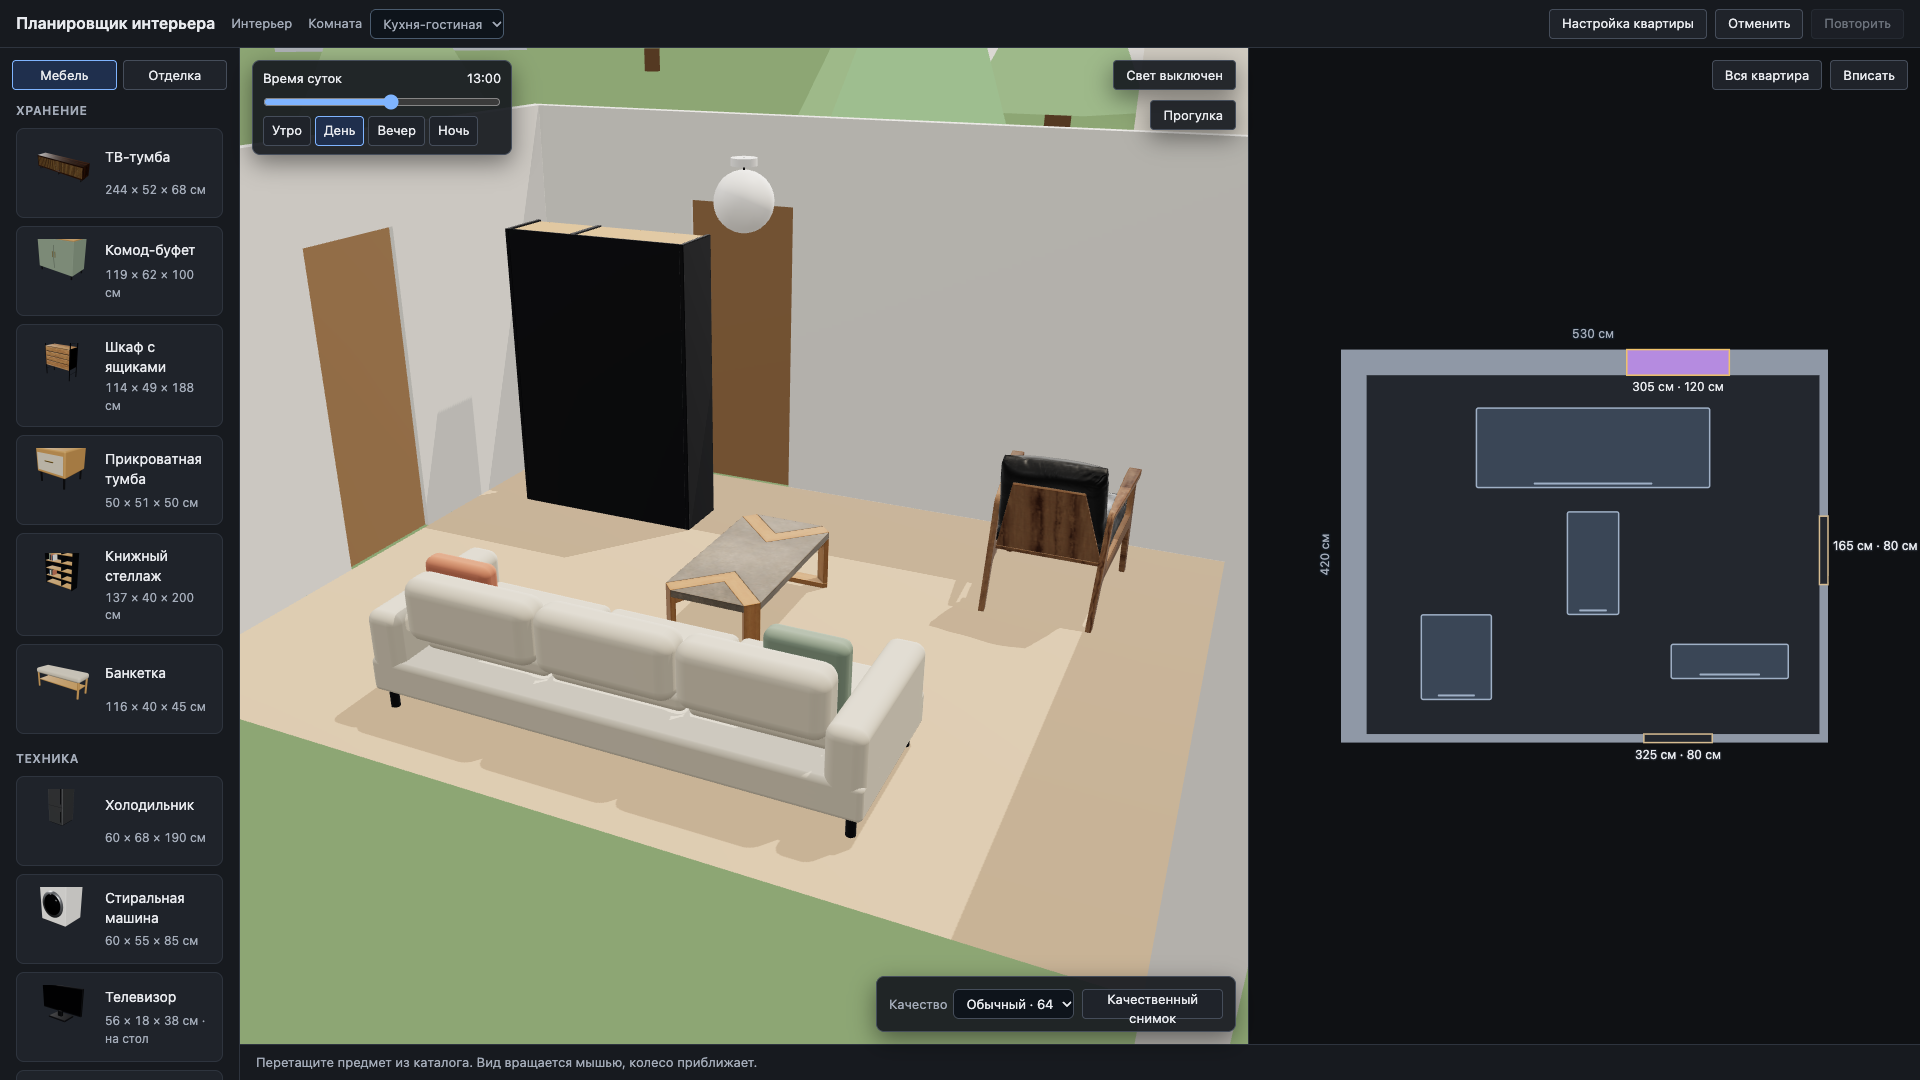 Планировщик интерьера
Интерьер
Комната
Кухня-гостиная
Настройка квартиры
Отменить
Повторить
Мебель
Отделка
ХРАНЕНИЕ
ТВ-тумба
244 × 52 × 68 см
Комод-буфет
119 × 62 × 100
см
Шкаф с
ящиками
114 × 49 × 188
см
Прикроватная
тумба
50 × 51 × 50 см
Книжный
стеллаж
137 × 40 × 200
см
Банкетка
116 × 40 × 45 см
ТЕХНИКА
Холодильник
60 × 68 × 190 см
Стиральная
машина
60 × 55 × 85 см
Телевизор
56 × 18 × 38 см ·
на стол
Время суток
13:00
Утро
День
Вечер
Ночь
Свет выключен
Прогулка
Качество
Обычный · 64
Качественный
снимок
Вся квартира
Вписать
530 см
305 см · 120 см
420 см
165 см · 80 см
325 см · 80 см
Перетащите предмет из каталога. Вид вращается мышью, колесо приближает.